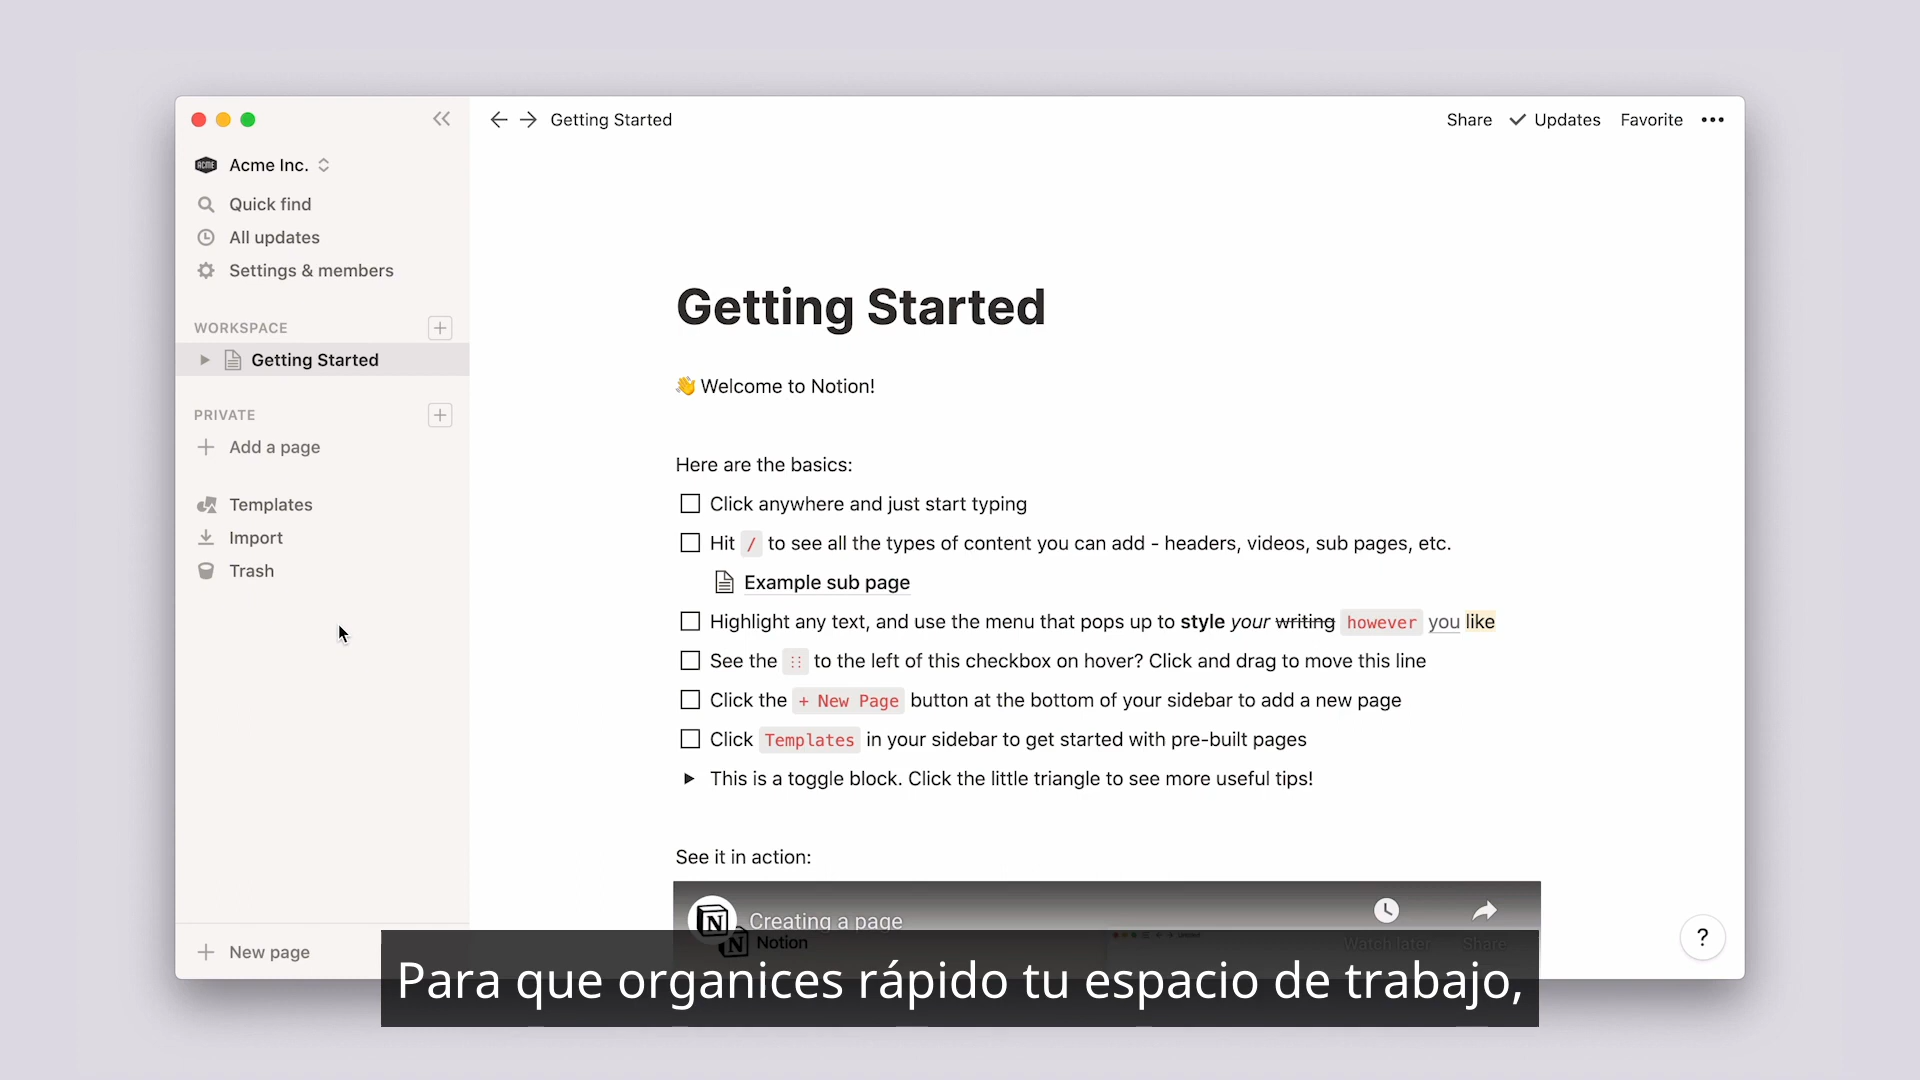 Getting Started
Share ✓ Updates Favorite •••
ACME Acme Inc.
Quick find
All updates
Settings & members
WORKSPACE
Getting Started
PRIVATE
Add a page
Templates
Import
Trash
New page
Getting Started
👋 Welcome to Notion!
Here are the basics:
Click anywhere and just start typing
Hit / to see all the types of content you can add - headers, videos, sub pages, etc.
Example sub page
Highlight any text, and use the menu that pops up to style your writing however you like
See the ⋮⋮ to the left of this checkbox on hover? Click and drag to move this line
Click the + New Page button at the bottom of your sidebar to add a new page
Click Templates in your sidebar to get started with pre-built pages
This is a toggle block. Click the little triangle to see more useful tips!
See it in action:
N Creating a page
N Notion
Watch later Share
?
Para que organices rápido tu espacio de trabajo,